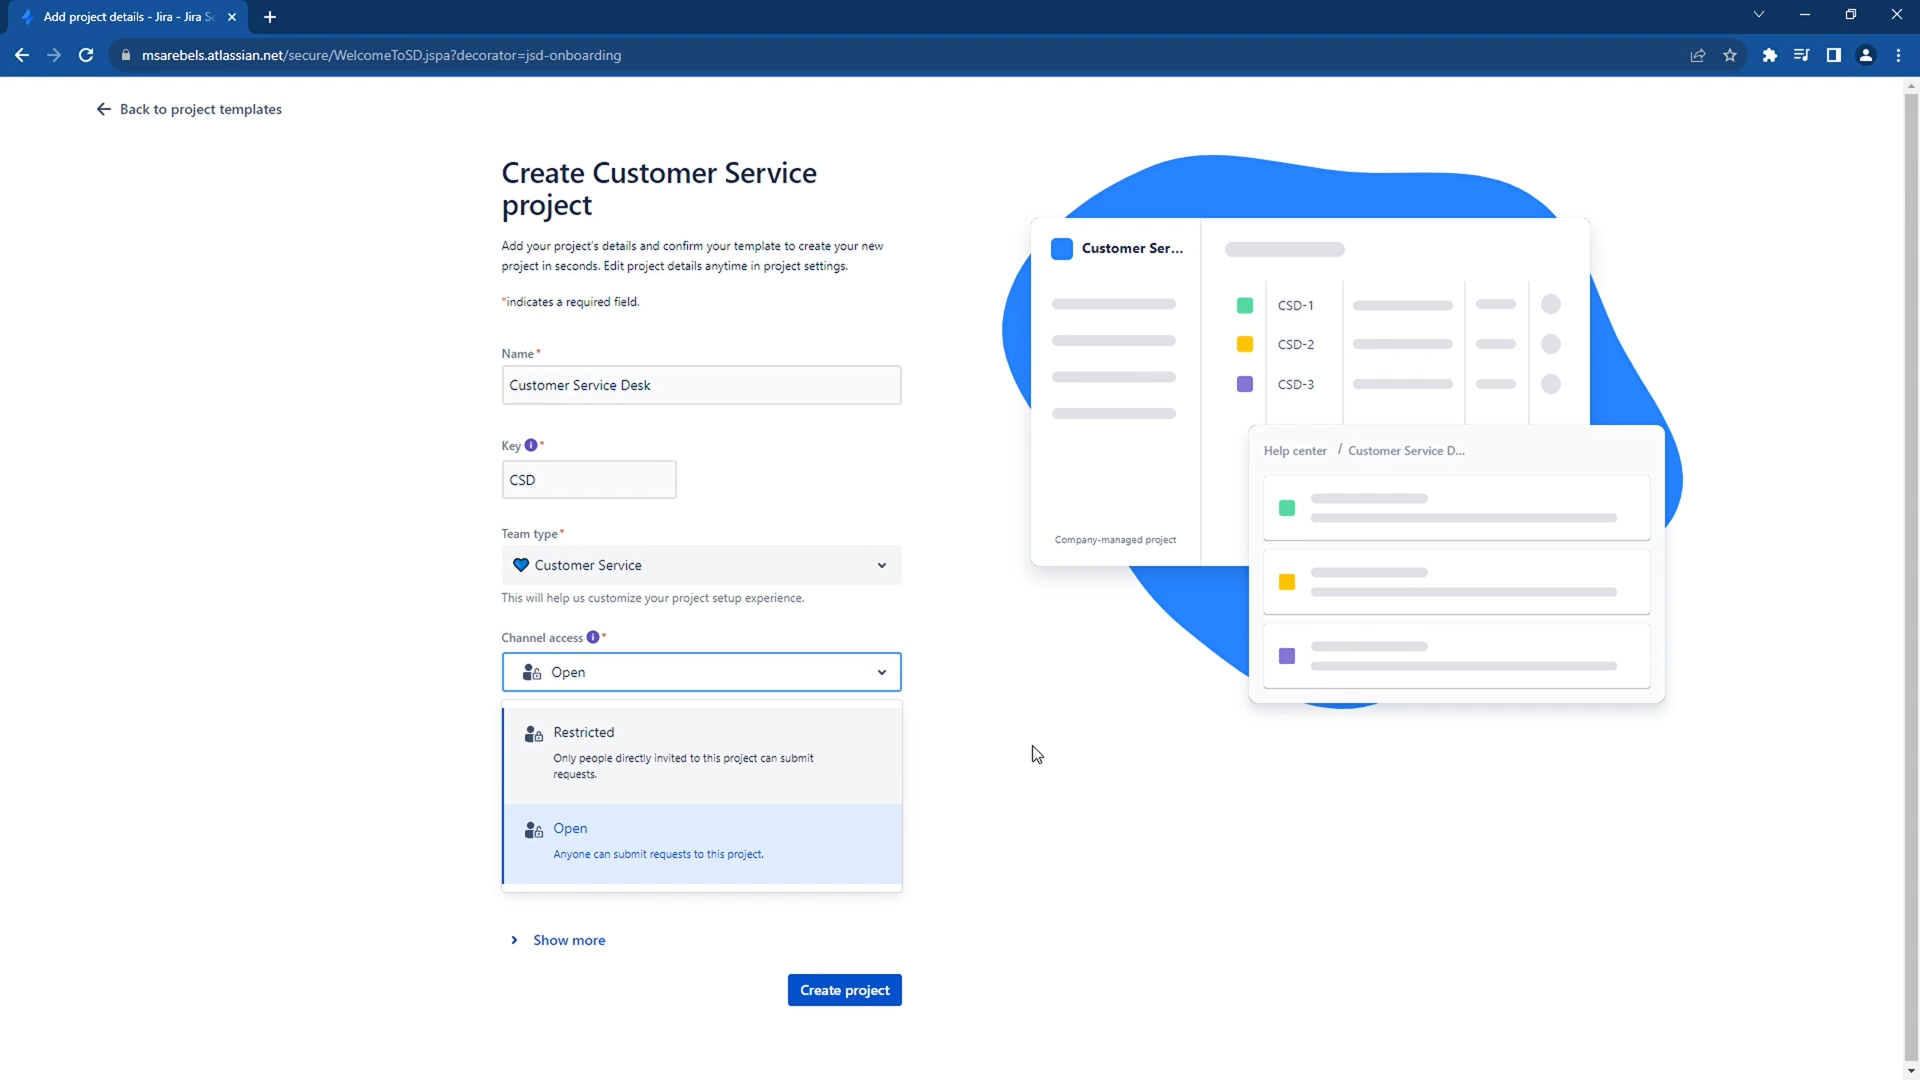 Add project details - Jira - Jira S
msarebels.atlassian.net/secure/WelcomeToSD.jspa?decorator=jsd-onboarding
Back to project templates
Create Customer Service
project
Add your project's details and confirm your template to create your new
project in seconds. Edit project details anytime in project settings.
*indicates a required field.
Name*
Customer Service Desk
Key *
CSD
Team type*
Customer Service
This will help us customize your project setup experience.
Channel access *
Open
Restricted
Only people directly invited to this project can submit
requests.
Open
Anyone can submit requests to this project.
Show more
Create project
Customer Ser...
CSD-1
CSD-2
CSD-3
Company-managed project
Help center / Customer Service D...